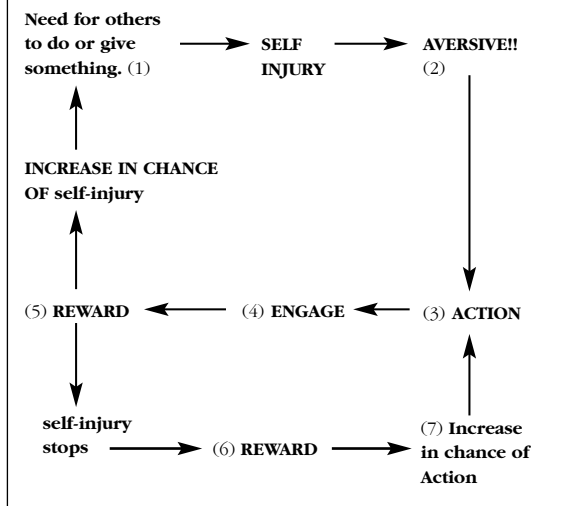 Need for others
to do or give
something. (1)
SELF
INJURY
AVERSIVE!!
(2)
INCREASE IN CHANCE
OF self-injury
(5) REWARD
(4) ENGAGE
(3) ACTION
self-injury
stops
(6) REWARD
(7) Increase
in chance of
Action